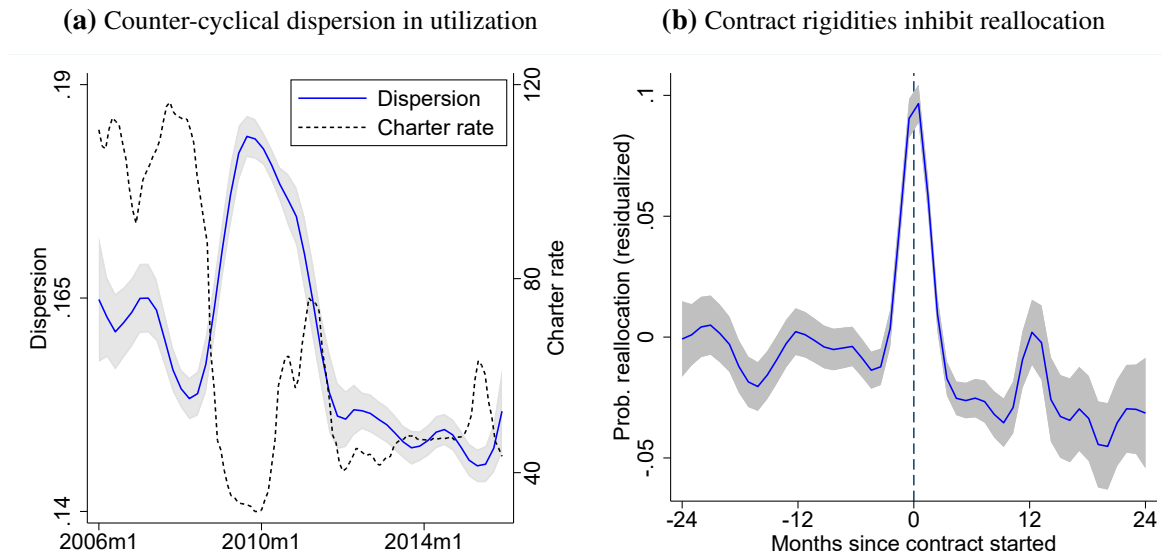 (a) Counter-cyclical dispersion in utilization
Dispersion
.19
.165
.14
Dispersion
Charter rate
120
80
40
Charter rate
2006m1
2010m1
2014m1
(b) Contract rigidities inhibit reallocation
Prob. reallocation (residualized)
.1
.05
0
-.05
-24
-12
0
12
24
Months since contract started